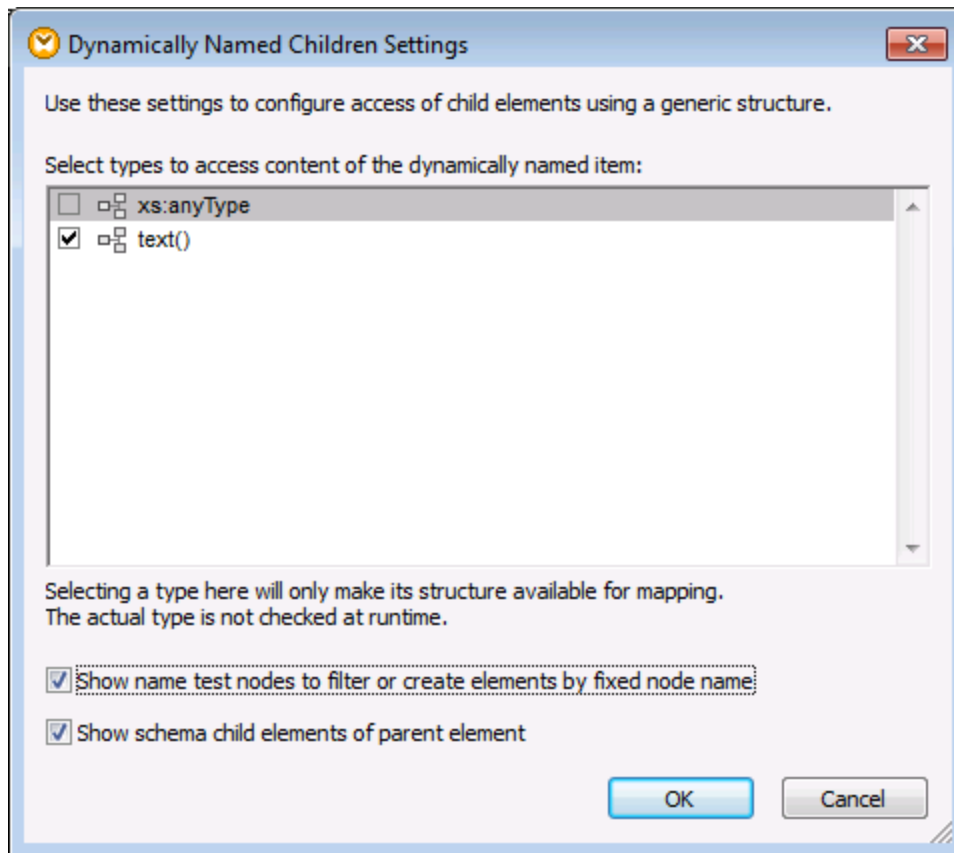 Dynamically Named Children Settings
Use these settings to configure access of child elements using a generic structure.
Select types to access content of the dynamically named item:
xs:anyType
text()
Selecting a type here will only make its structure available for mapping.
The actual type is not checked at runtime.
Show name test nodes to filter or create elements by fixed node name
Show schema child elements of parent element
OK Cancel